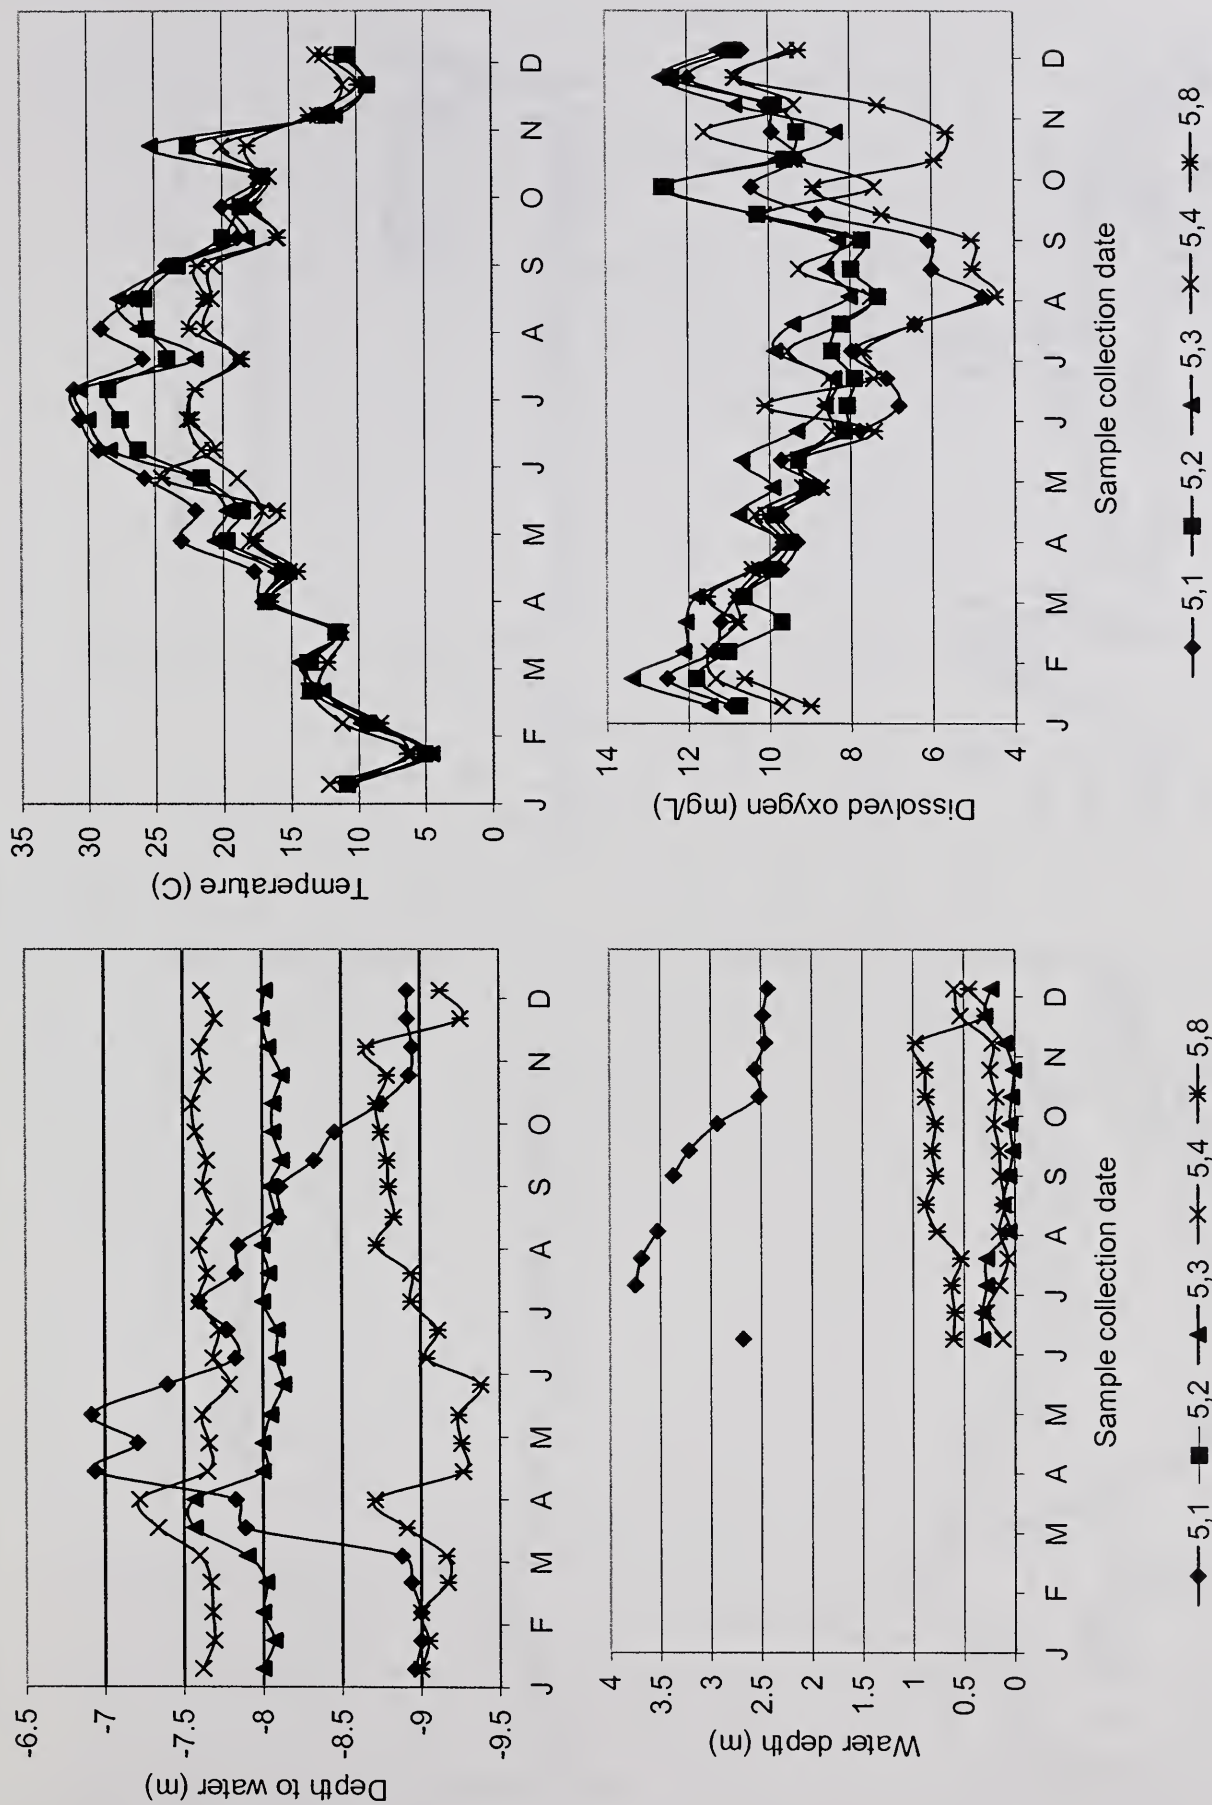 Depth to water (m)
-6.5
-7
-7.5
-8
-8.5
-9
-9.5
J F M A M J J A S O N D
Temperature (C)
35
30
25
20
15
10
5
0
J F M A M J J A S O N D
Water depth (m)
4
3.5
3
2.5
2
1.5
1
0.5
0
J F M A M J J A S O N D
Sample collection date
Dissolved oxygen (mg/L)
14
12
10
8
6
4
J F M A M J J A S O N D
Sample collection date
5,1 5,2 5,3 5,4 5,8
5,1 5,2 5,3 5,4 5,8